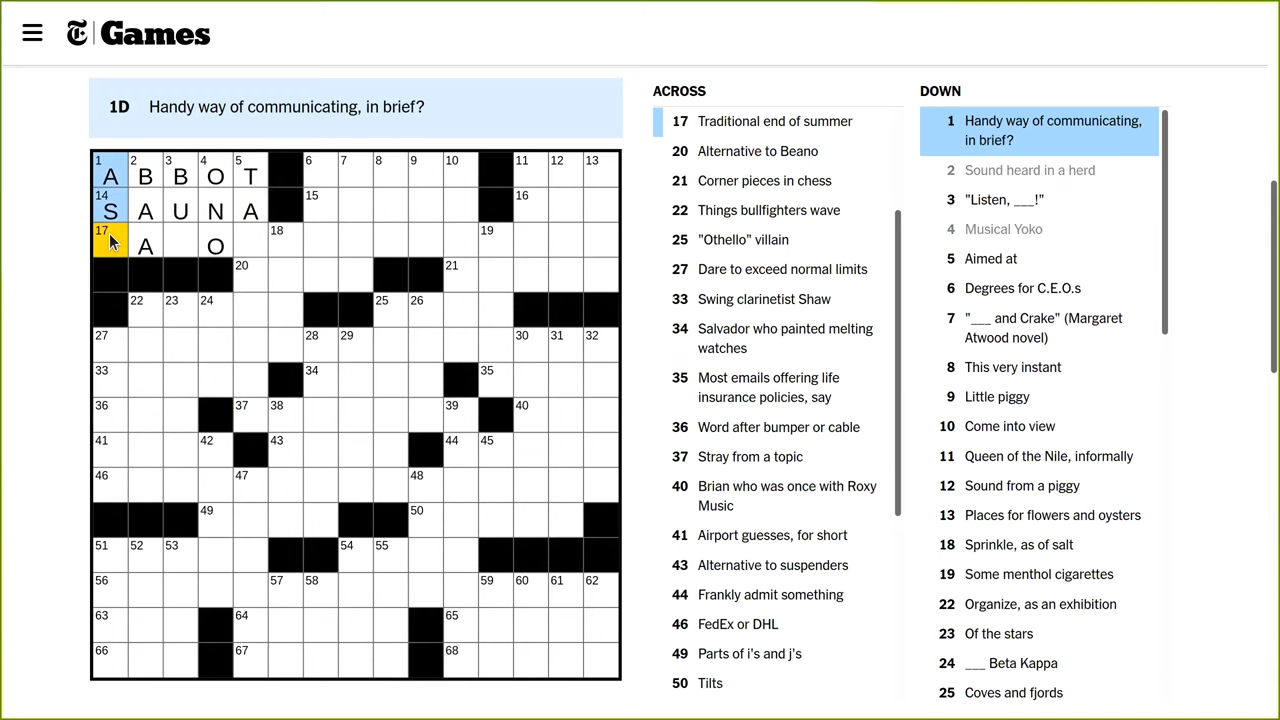 T Games
1D Handy way of communicating, in brief?
ACROSS
17 Traditional end of summer
20 Alternative to Beano
21 Corner pieces in chess
22 Things bullfighters wave
25 "Othello" villain
27 Dare to exceed normal limits
33 Swing clarinetist Shaw
34 Salvador who painted melting
watches
35 Most emails offering life
insurance policies, say
36 Word after bumper or cable
37 Stray from a topic
40 Brian who was once with Roxy
Music
41 Airport guesses, for short
43 Alternative to suspenders
44 Frankly admit something
46 FedEx or DHL
49 Parts of i's and j's
50 Tilts
DOWN
1 Handy way of communicating,
in brief?
2 Sound heard in a herd
3 "Listen, ___!"
4 Musical Yoko
5 Aimed at
6 Degrees for C.E.O.s
7 "___ and Crake" (Margaret
Atwood novel)
8 This very instant
9 Little piggy
10 Come into view
11 Queen of the Nile, informally
12 Sound from a piggy
13 Places for flowers and oysters
18 Sprinkle, as of salt
19 Some menthol cigarettes
22 Organize, as an exhibition
23 Of the stars
24 ___ Beta Kappa
25 Coves and fjords
1 2 3 4 5 6 7 8 9 10 11 12 13
A B B O T
14 15 16
S A U N A
17 18 19
A O
20 21
22 23 24 25 26
27 28 29 30 31 32
33 34 35
36 37 38 39 40
41 42 43 44 45
46 47 48
49 50
51 52 53 54 55
56 57 58 59 60 61 62
63 64 65
66 67 68